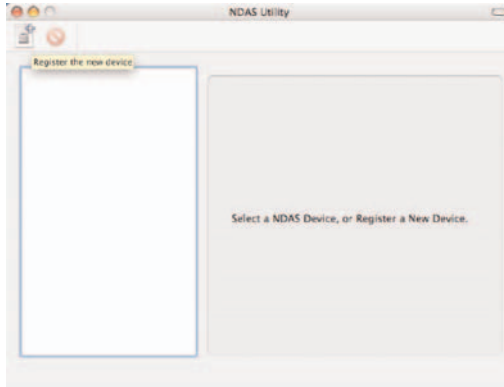 NDAS Utility
Register the new device
Select a NDAS Device, or Register a New Device.